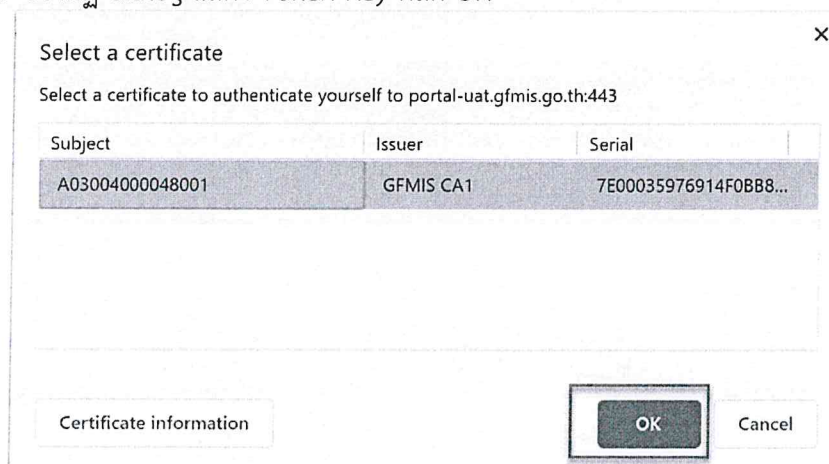 Select a certificate
Select a certificate to authenticate yourself to portal-uat.gfmis.go.th:443
Subject Issuer Serial
A03004000048001 GFMIS CA1 7E00035976914F0BB8...
Certificate information OK Cancel